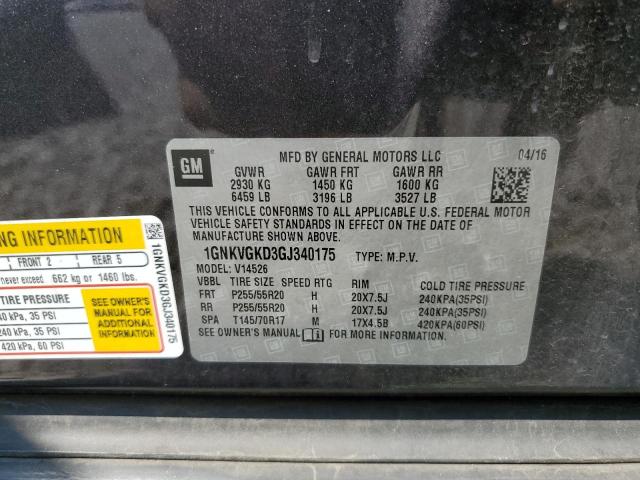 GM
MFD BY GENERAL MOTORS LLC 04/16
GVWR GAWR FRT GAWR RR
2930 KG 1450 KG 1600 KG
6459 LB 3196 LB 3527 LB
THIS VEHICLE CONFORMS TO ALL APPLICABLE U.S. FEDERAL MOTOR
VEHICLE SAFETY STANDARDS IN EFFECT ON THE DATE OF
MANUFACTURE SHOWN ABOVE.
1GNKVGKD3GJ340175 TYPE: M.P.V.
MODEL: V14526
VBBL TIRE SIZE SPEED RTG RIM COLD TIRE PRESSURE
FRT P255/55R20 H 20X7.5J 240KPA(35PSI)
RR P255/55R20 H 20X7.5J 240KPA(35PSI)
SPA T145/70R17 M 17X4.5B 420KPA(60PSI)
SEE OWNER'S MANUAL FOR MORE INFORMATION.
NG INFORMATION
FRONT 2 REAR 5
never exceed 662 kg or 1460 lbs.
TIRE PRESSURE
40 kPa, 35 PSI
240 kPa, 35 PSI
420 kPa, 60 PSI
SEE OWNER'S
MANUAL FOR
ADDITIONAL
INFORMATION
1GNKVGKD3GJ340175